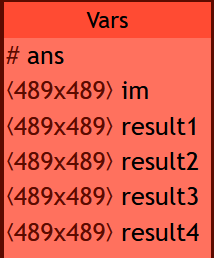 Vars
# ans
⟨489x489⟩ im
⟨489x489⟩ result1
⟨489x489⟩ result2
⟨489x489⟩ result3
⟨489x489⟩ result4